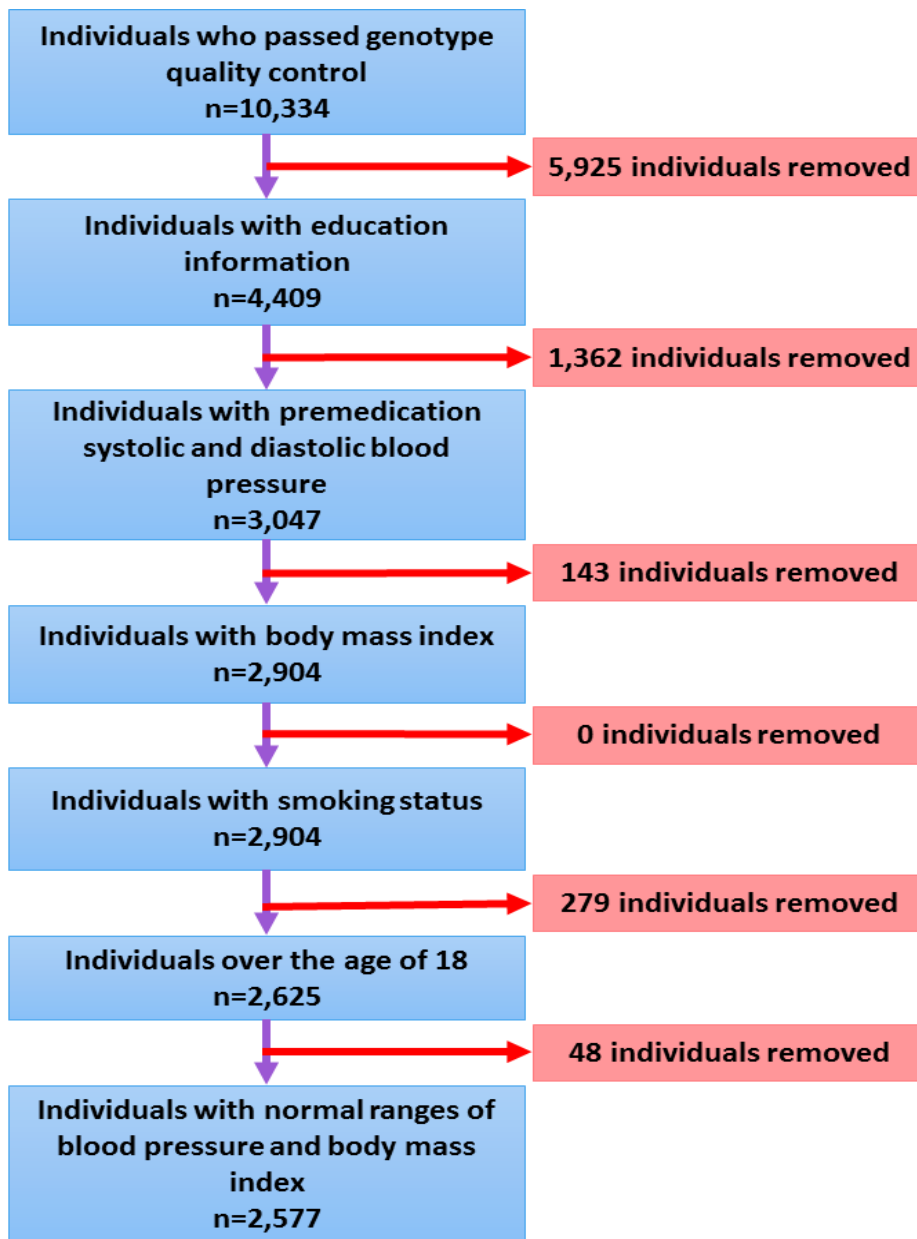 Individuals who passed genotype
quality control
n=10,334
5,925 individuals removed
Individuals with education
information
n=4,409
1,362 individuals removed
Individuals with premedication
systolic and diastolic blood
pressure
n=3,047
143 individuals removed
Individuals with body mass index
n=2,904
0 individuals removed
Individuals with smoking status
n=2,904
279 individuals removed
Individuals over the age of 18
n=2,625
48 individuals removed
Individuals with normal ranges of
blood pressure and body mass
index
n=2,577